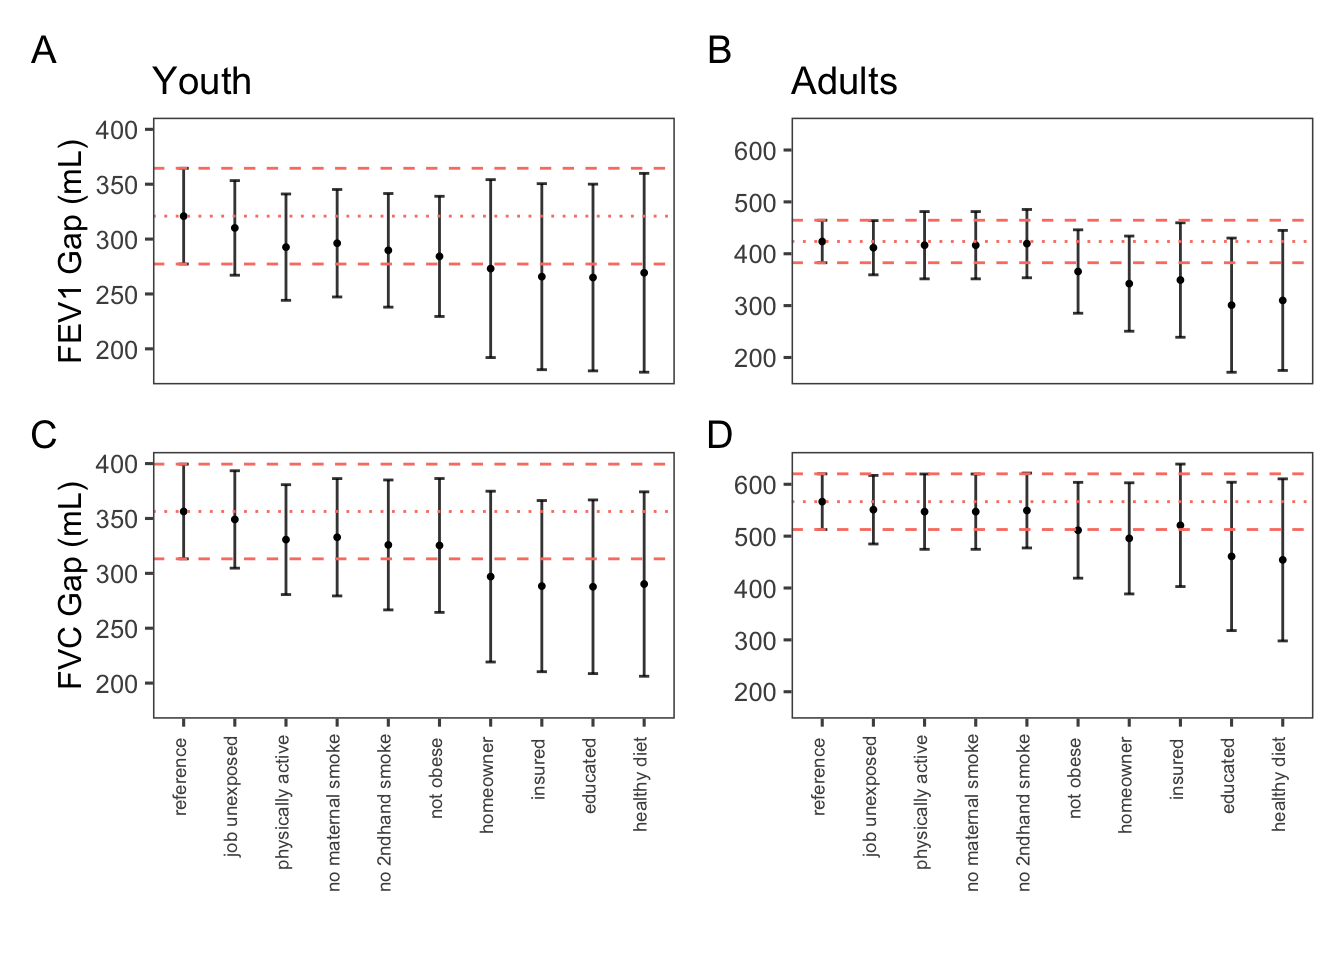 A
B
Youth
Adults
FEV1 Gap (mL)
400
350
300
250
200
600
500
400
300
200
C
D
FVC Gap (mL)
400
350
300
250
200
600
500
400
300
200
reference
job unexposed
physically active
no maternal smoke
no 2ndhand smoke
not obese
homeowner
insured
educated
healthy diet
reference
job unexposed
physically active
no maternal smoke
no 2ndhand smoke
not obese
homeowner
insured
educated
healthy diet